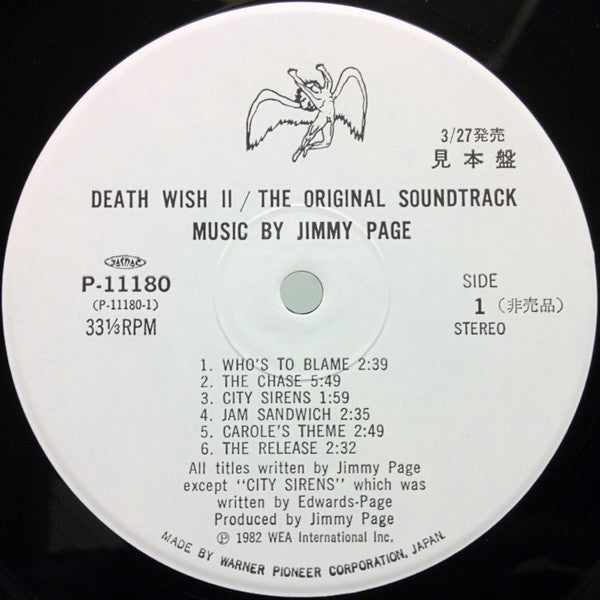 3/27発売
見本盤
DEATH WISH II / THE ORIGINAL SOUNDTRACK
MUSIC BY JIMMY PAGE
P-11180
(P-11180-1)
33⅓RPM
SIDE
1 (非売品)
STEREO
1. WHO'S TO BLAME 2:39
2. THE CHASE 5:49
3. CITY SIRENS 1:59
4. JAM SANDWICH 2:35
5. CAROLE'S THEME 2:49
6. THE RELEASE 2:32
All titles written by Jimmy Page
except "CITY SIRENS" which was
written by Edwards-Page
Produced by Jimmy Page
℗ 1982 WEA International Inc.
MADE BY WARNER PIONEER CORPORATION, JAPAN.